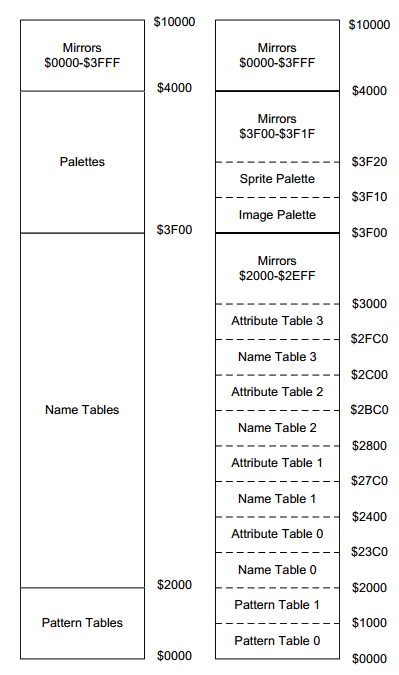 $10000
Mirrors
$0000-$3FFF
$4000
Palettes
$3F00
Name Tables
$2000
Pattern Tables
$0000
$10000
Mirrors
$0000-$3FFF
$4000
Mirrors
$3F00-$3F1F
$3F20
Sprite Palette
$3F10
Image Palette
$3F00
Mirrors
$2000-$2EFF
$3000
Attribute Table 3
$2FC0
Name Table 3
$2C00
Attribute Table 2
$2BC0
Name Table 2
$2800
Attribute Table 1
$27C0
Name Table 1
$2400
Attribute Table 0
$23C0
Name Table 0
$2000
Pattern Table 1
$1000
Pattern Table 0
$0000